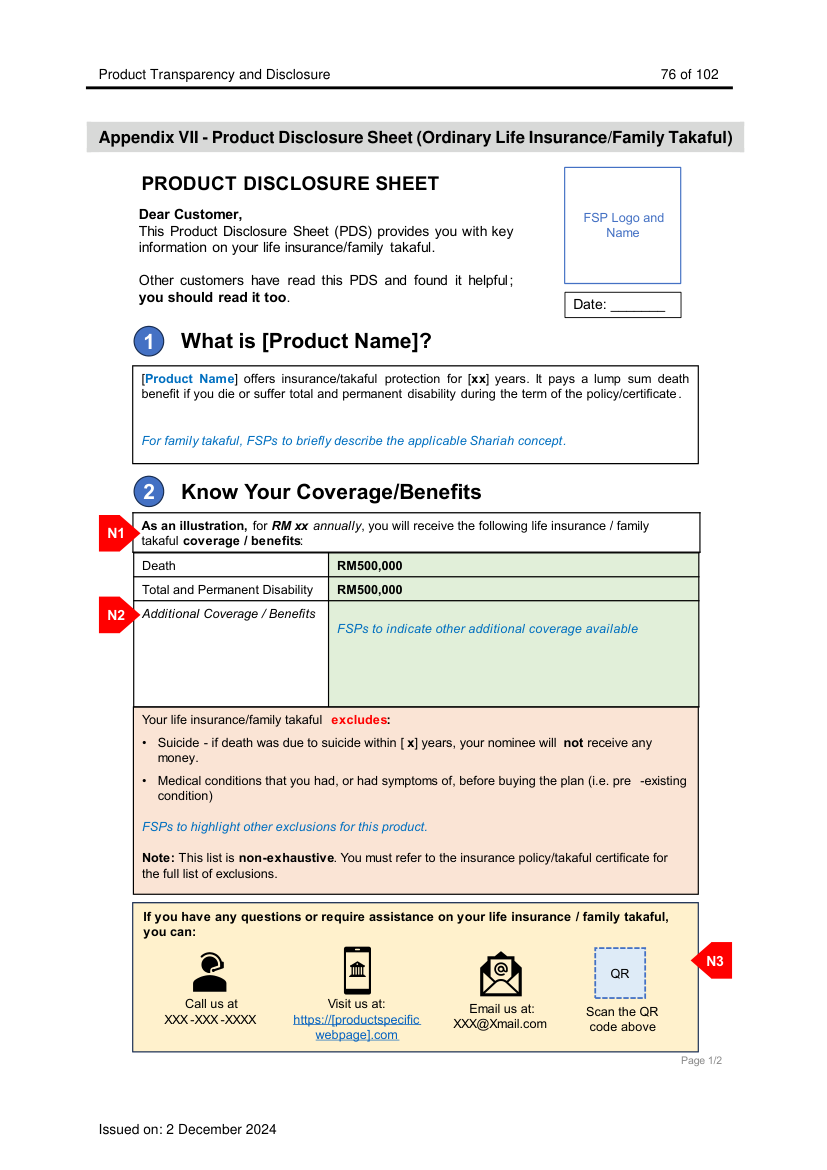 Product Transparency and Disclosure 76 of 102
Appendix VII - Product Disclosure Sheet (Ordinary Life Insurance/Family Takaful)
PRODUCT DISCLOSURE SHEET
Dear Customer,
This Product Disclosure Sheet (PDS) provides you with key
information on your life insurance/family takaful.
Other customers have read this PDS and found it helpful;
you should read it too.
FSP Logo and
Name
Date: _______
1 What is [Product Name]?
[Product Name] offers insurance/takaful protection for [xx] years. It pays a lump sum death
benefit if you die or suffer total and permanent disability during the term of the policy/certificate.
For family takaful, FSPs to briefly describe the applicable Shariah concept.
2 Know Your Coverage/Benefits
N1
As an illustration, for RM xx annually, you will receive the following life insurance / family
takaful coverage / benefits:
Death RM500,000
Total and Permanent Disability RM500,000
N2
Additional Coverage / Benefits
FSPs to indicate other additional coverage available
Your life insurance/family takaful excludes:
• Suicide - if death was due to suicide within [ x] years, your nominee will not receive any
money.
• Medical conditions that you had, or had symptoms of, before buying the plan (i.e. pre -existing
condition)
FSPs to highlight other exclusions for this product.
Note: This list is non-exhaustive. You must refer to the insurance policy/takaful certificate for
the full list of exclusions.
If you have any questions or require assistance on your life insurance / family takaful,
you can:
N3
Call us at
XXX-XXX-XXXX
Visit us at:
https://[productspecific
webpage].com
@
Email us at:
XXX@Xmail.com
QR
Scan the QR
code above
Page 1/2
Issued on: 2 December 2024